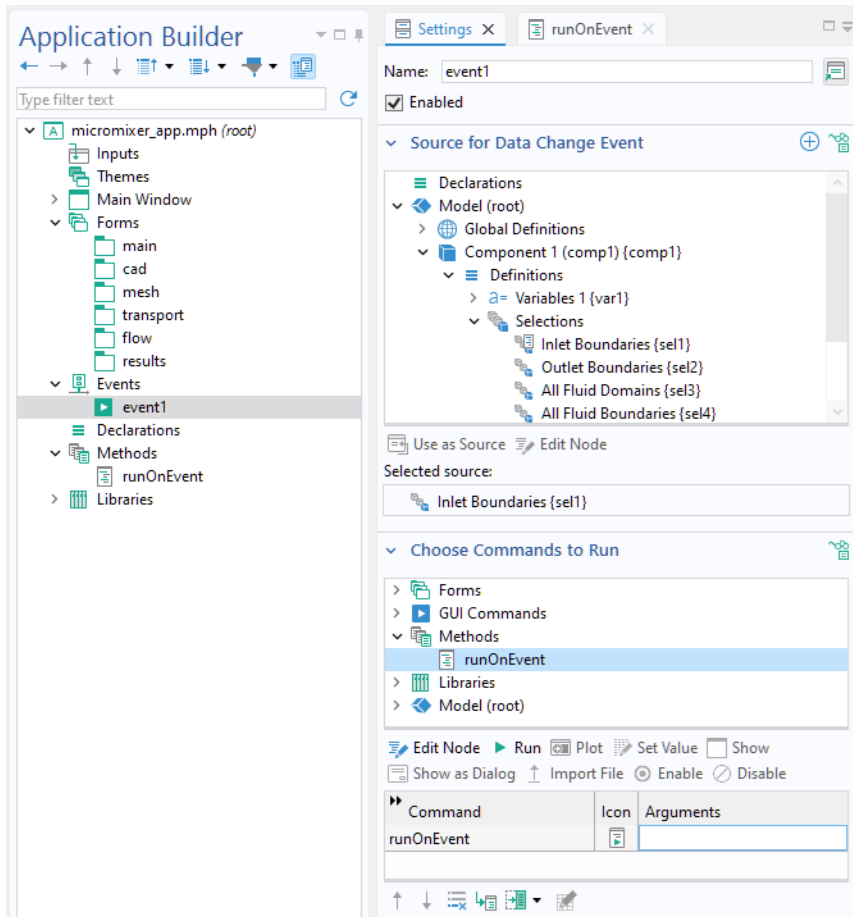 Application Builder
Type filter text
micromixer_app.mph (root)
Inputs
Themes
Main Window
Forms
main
cad
mesh
transport
flow
results
Events
event1
Declarations
Methods
runOnEvent
Libraries
Settings
runOnEvent
Name: event1
Enabled
Source for Data Change Event
Declarations
Model (root)
Global Definitions
Component 1 (comp1) {comp1}
Definitions
a= Variables 1 {var1}
Selections
Inlet Boundaries {sel1}
Outlet Boundaries {sel2}
All Fluid Domains {sel3}
All Fluid Boundaries {sel4}
Use as Source Edit Node
Selected source:
Inlet Boundaries {sel1}
Choose Commands to Run
Forms
GUI Commands
Methods
runOnEvent
Libraries
Model (root)
Edit Node Run Plot Set Value Show
Show as Dialog Import File Enable Disable
Command Icon Arguments
runOnEvent